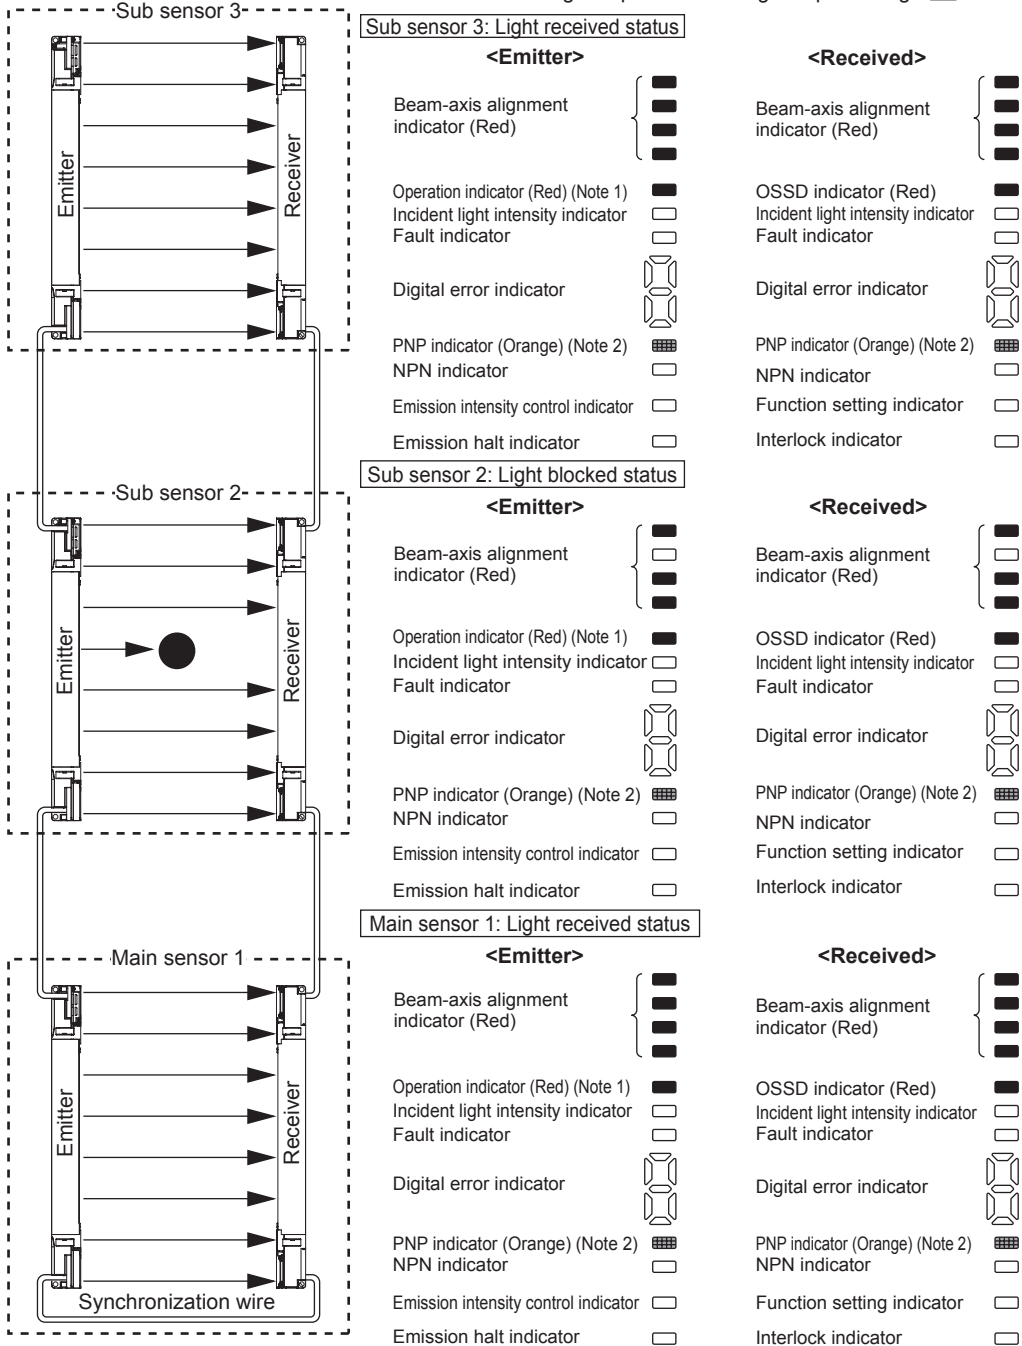 Sub sensor 3
Emitter
Receiver
Sub sensor 3: Light received status
<Emitter>
Beam-axis alignment
indicator (Red)
Operation indicator (Red) (Note 1)
Incident light intensity indicator
Fault indicator
Digital error indicator
PNP indicator (Orange) (Note 2)
NPN indicator
Emission intensity control indicator
Emission halt indicator
<Received>
Beam-axis alignment
indicator (Red)
OSSD indicator (Red)
Incident light intensity indicator
Fault indicator
Digital error indicator
PNP indicator (Orange) (Note 2)
NPN indicator
Function setting indicator
Interlock indicator
Sub sensor 2
Emitter
Receiver
Sub sensor 2: Light blocked status
<Emitter>
Beam-axis alignment
indicator (Red)
Operation indicator (Red) (Note 1)
Incident light intensity indicator
Fault indicator
Digital error indicator
PNP indicator (Orange) (Note 2)
NPN indicator
Emission intensity control indicator
Emission halt indicator
<Received>
Beam-axis alignment
indicator (Red)
OSSD indicator (Red)
Incident light intensity indicator
Fault indicator
Digital error indicator
PNP indicator (Orange) (Note 2)
NPN indicator
Function setting indicator
Interlock indicator
Main sensor 1
Emitter
Receiver
Synchronization wire
Main sensor 1: Light received status
<Emitter>
Beam-axis alignment
indicator (Red)
Operation indicator (Red) (Note 1)
Incident light intensity indicator
Fault indicator
Digital error indicator
PNP indicator (Orange) (Note 2)
NPN indicator
Emission intensity control indicator
Emission halt indicator
<Received>
Beam-axis alignment
indicator (Red)
OSSD indicator (Red)
Incident light intensity indicator
Fault indicator
Digital error indicator
PNP indicator (Orange) (Note 2)
NPN indicator
Function setting indicator
Interlock indicator